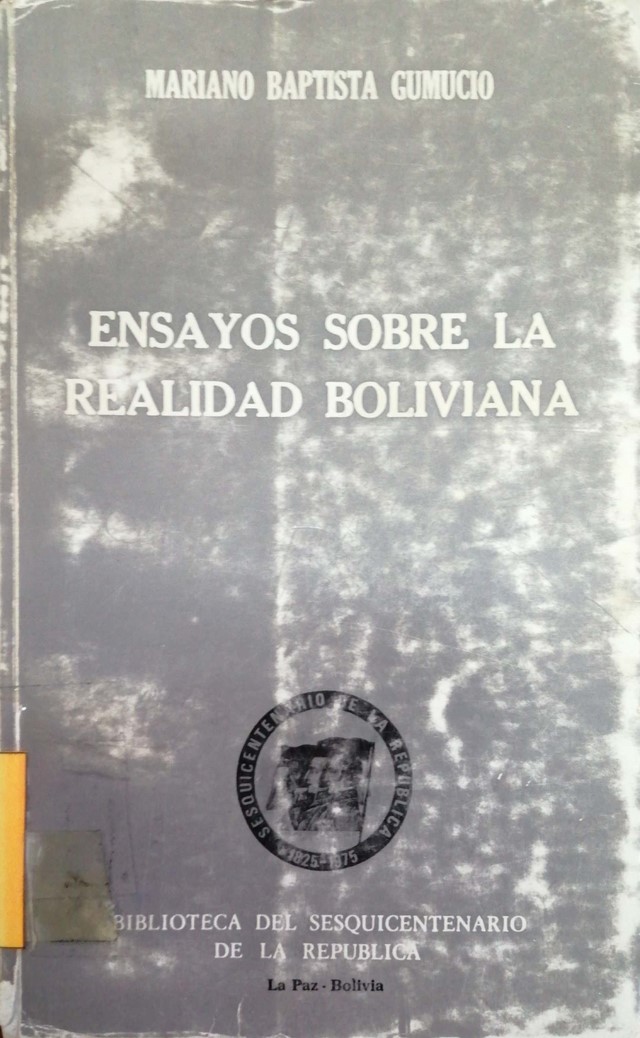 MARIANO BAPTISTA GUMUCIO
ENSAYOS SOBRE LA
REALIDAD BOLIVIANA
SESQUICENTENARIO DE LA REPUBLICA
1825-1975
BIBLIOTECA DEL SESQUICENTENARIO
DE LA REPUBLICA
La Paz - Bolivia